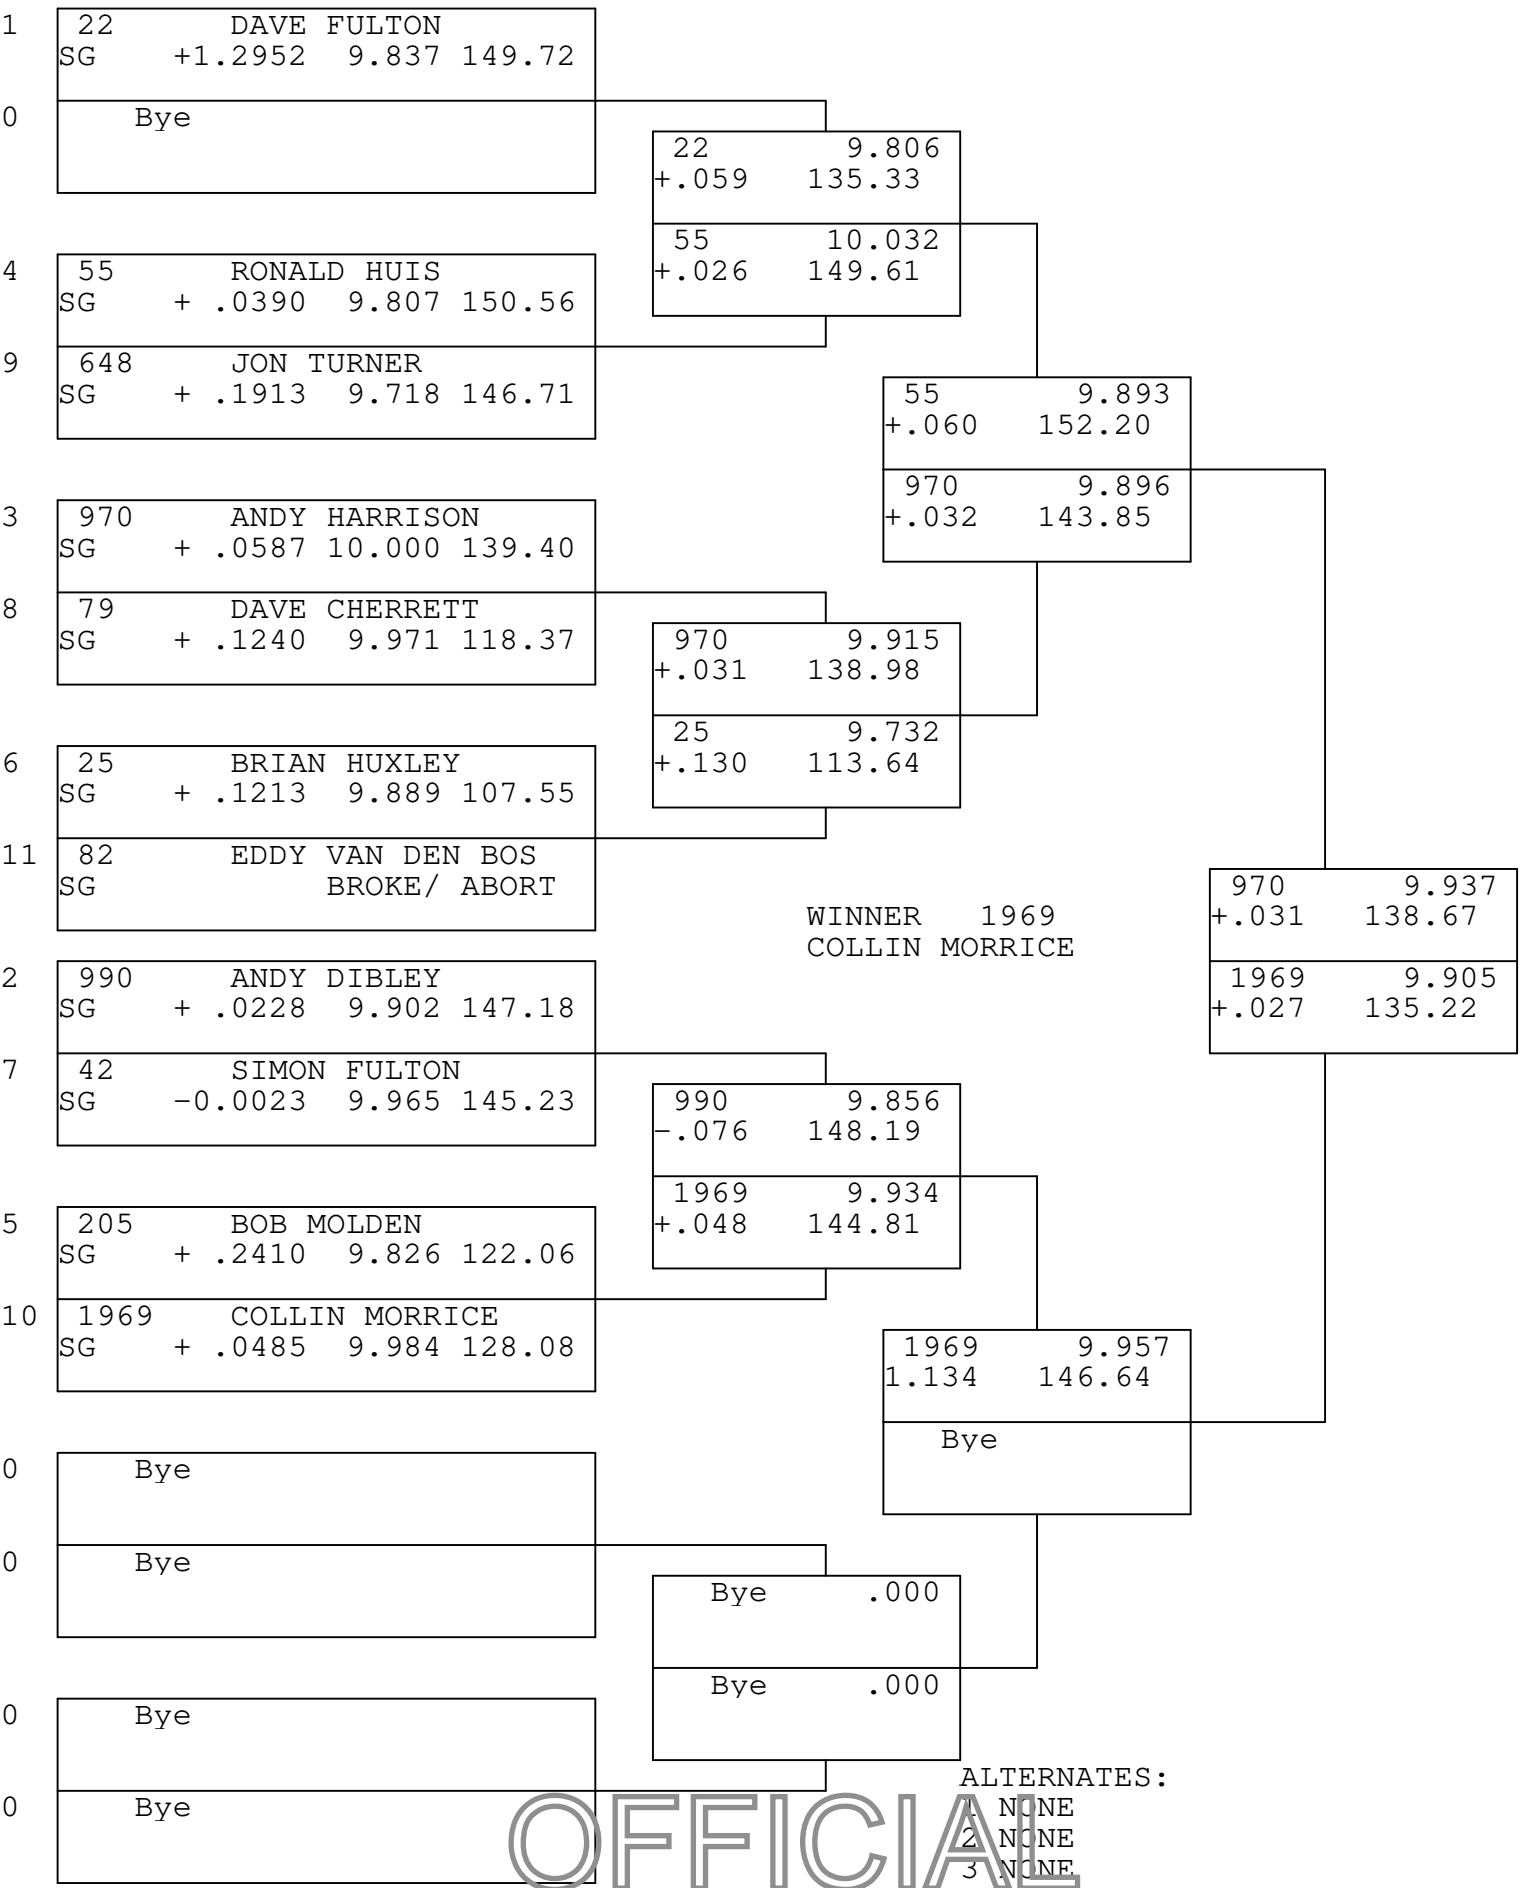 1 22 DAVE FULTON
SG +1.2952 9.837 149.72
0 Bye
22 9.806
+.059 135.33
55 10.032
+.026 149.61
4 55 RONALD HUIS
SG + .0390 9.807 150.56
9 648 JON TURNER
SG + .1913 9.718 146.71
55 9.893
+.060 152.20
970 9.896
+.032 143.85
3 970 ANDY HARRISON
SG + .0587 10.000 139.40
8 79 DAVE CHERRETT
SG + .1240 9.971 118.37
970 9.915
+.031 138.98
25 9.732
+.130 113.64
6 25 BRIAN HUXLEY
SG + .1213 9.889 107.55
11 82 EDDY VAN DEN BOS
SG BROKE/ ABORT
WINNER 1969
COLLIN MORRICE
970 9.937
+.031 138.67
1969 9.905
+.027 135.22
2 990 ANDY DIBLEY
SG + .0228 9.902 147.18
7 42 SIMON FULTON
SG -0.0023 9.965 145.23
990 9.856
-.076 148.19
1969 9.934
+.048 144.81
5 205 BOB MOLDEN
SG + .2410 9.826 122.06
10 1969 COLLIN MORRICE
SG + .0485 9.984 128.08
1969 9.957
1.134 146.64
Bye
0 Bye
0 Bye
Bye .000
Bye .000
0 Bye
0 Bye
ALTERNATES:
1 NONE
2 NONE
3 NONE
OFFICIAL